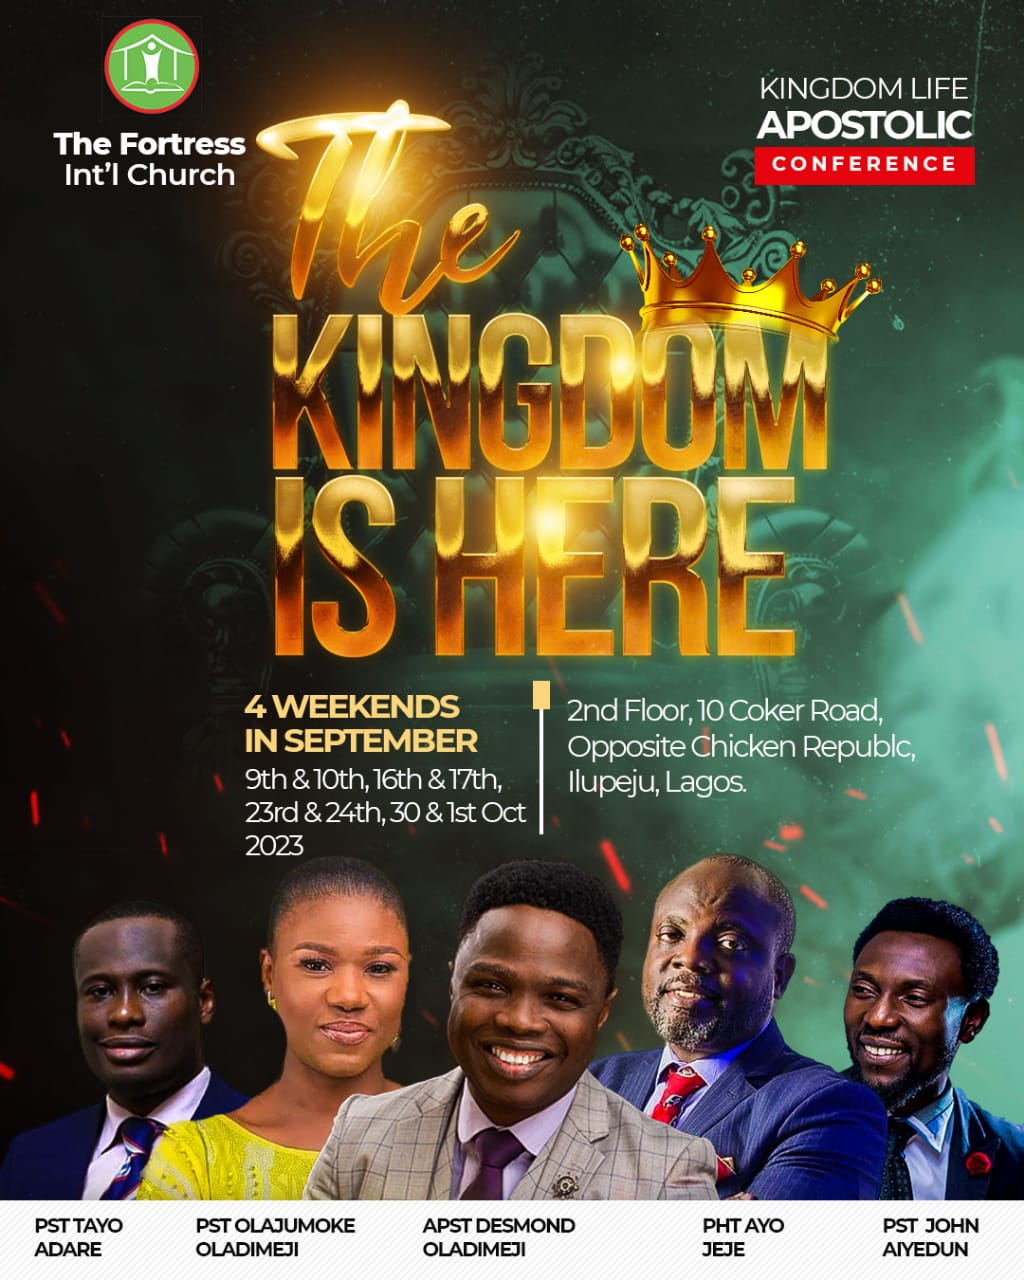 The Fortress
Int'l Church
KINGDOM LIFE
APOSTOLIC
CONFERENCE
The
KINGDOM
IS HERE
4 WEEKENDS
IN SEPTEMBER
9th & 10th, 16th & 17th,
23rd & 24th, 30 & 1st Oct
2023
2nd Floor, 10 Coker Road,
Opposite Chicken Republc,
Ilupeju, Lagos.
PST TAYO
ADARE
PST OLAJUMOKE
OLADIMEJI
APST DESMOND
OLADIMEJI
PHT AYO
JEJE
PST JOHN
AIYEDUN